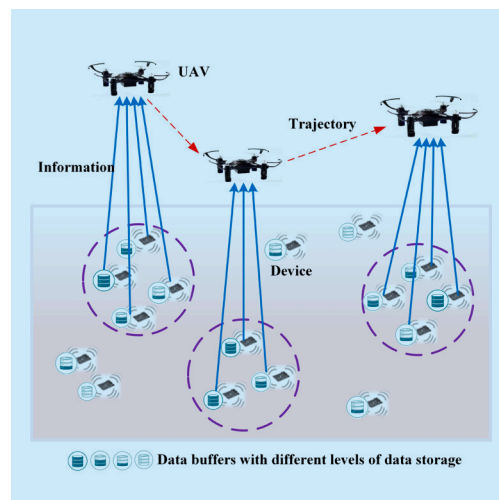 UAV
Trajectory
Information
Device
Data buffers with different levels of data storage